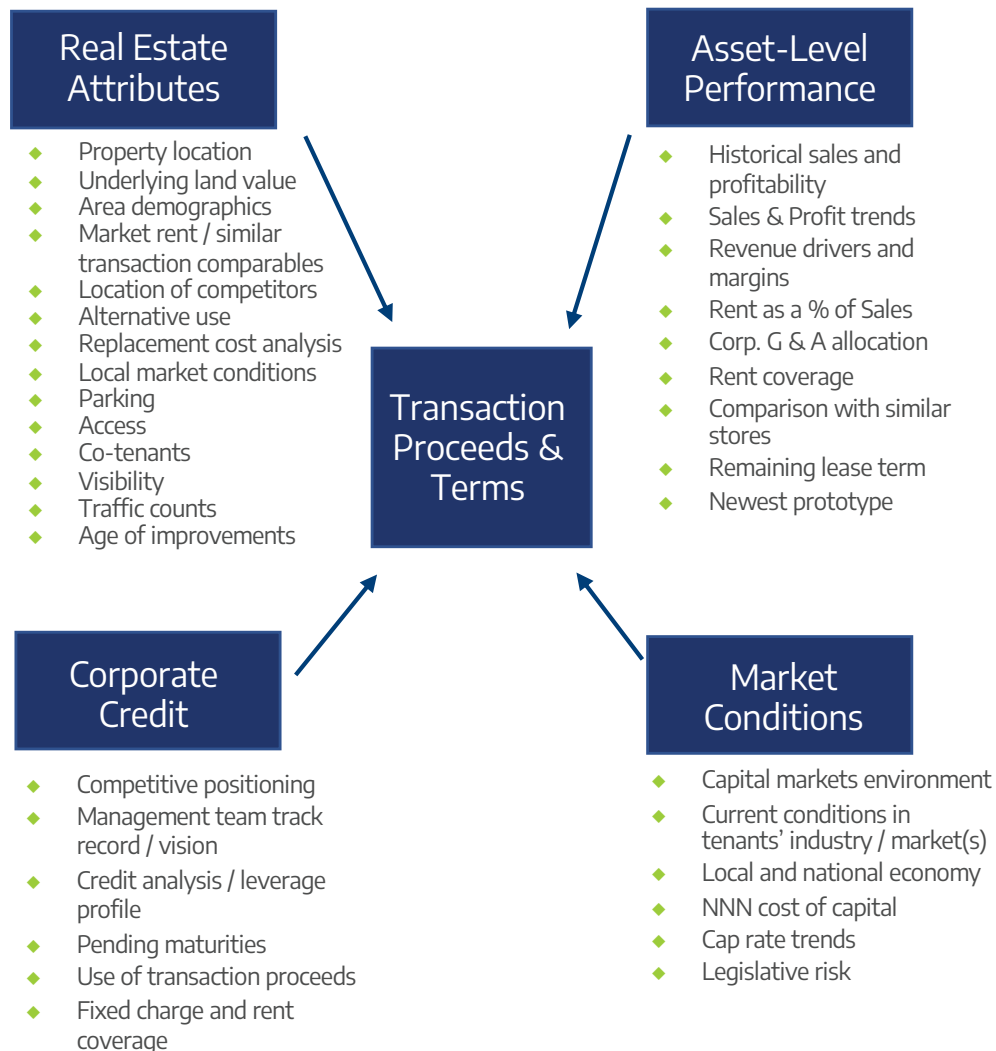 Real Estate
Attributes
Property location
Underlying land value
Area demographics
Market rent / similar
transaction comparables
Location of competitors
Alternative use
Replacement cost analysis
Local market conditions
Parking
Access
Co-tenants
Visibility
Traffic counts
Age of improvements
Asset-Level
Performance
Historical sales and
profitability
Sales & Profit trends
Revenue drivers and
margins
Rent as a % of Sales
Corp. G & A allocation
Rent coverage
Comparison with similar
stores
Remaining lease term
Newest prototype
Transaction
Proceeds &
Terms
Corporate
Credit
Competitive positioning
Management team track
record / vision
Credit analysis / leverage
profile
Pending maturities
Use of transaction proceeds
Fixed charge and rent
coverage
Market
Conditions
Capital markets environment
Current conditions in
tenants’ industry / market(s)
Local and national economy
NNN cost of capital
Cap rate trends
Legislative risk